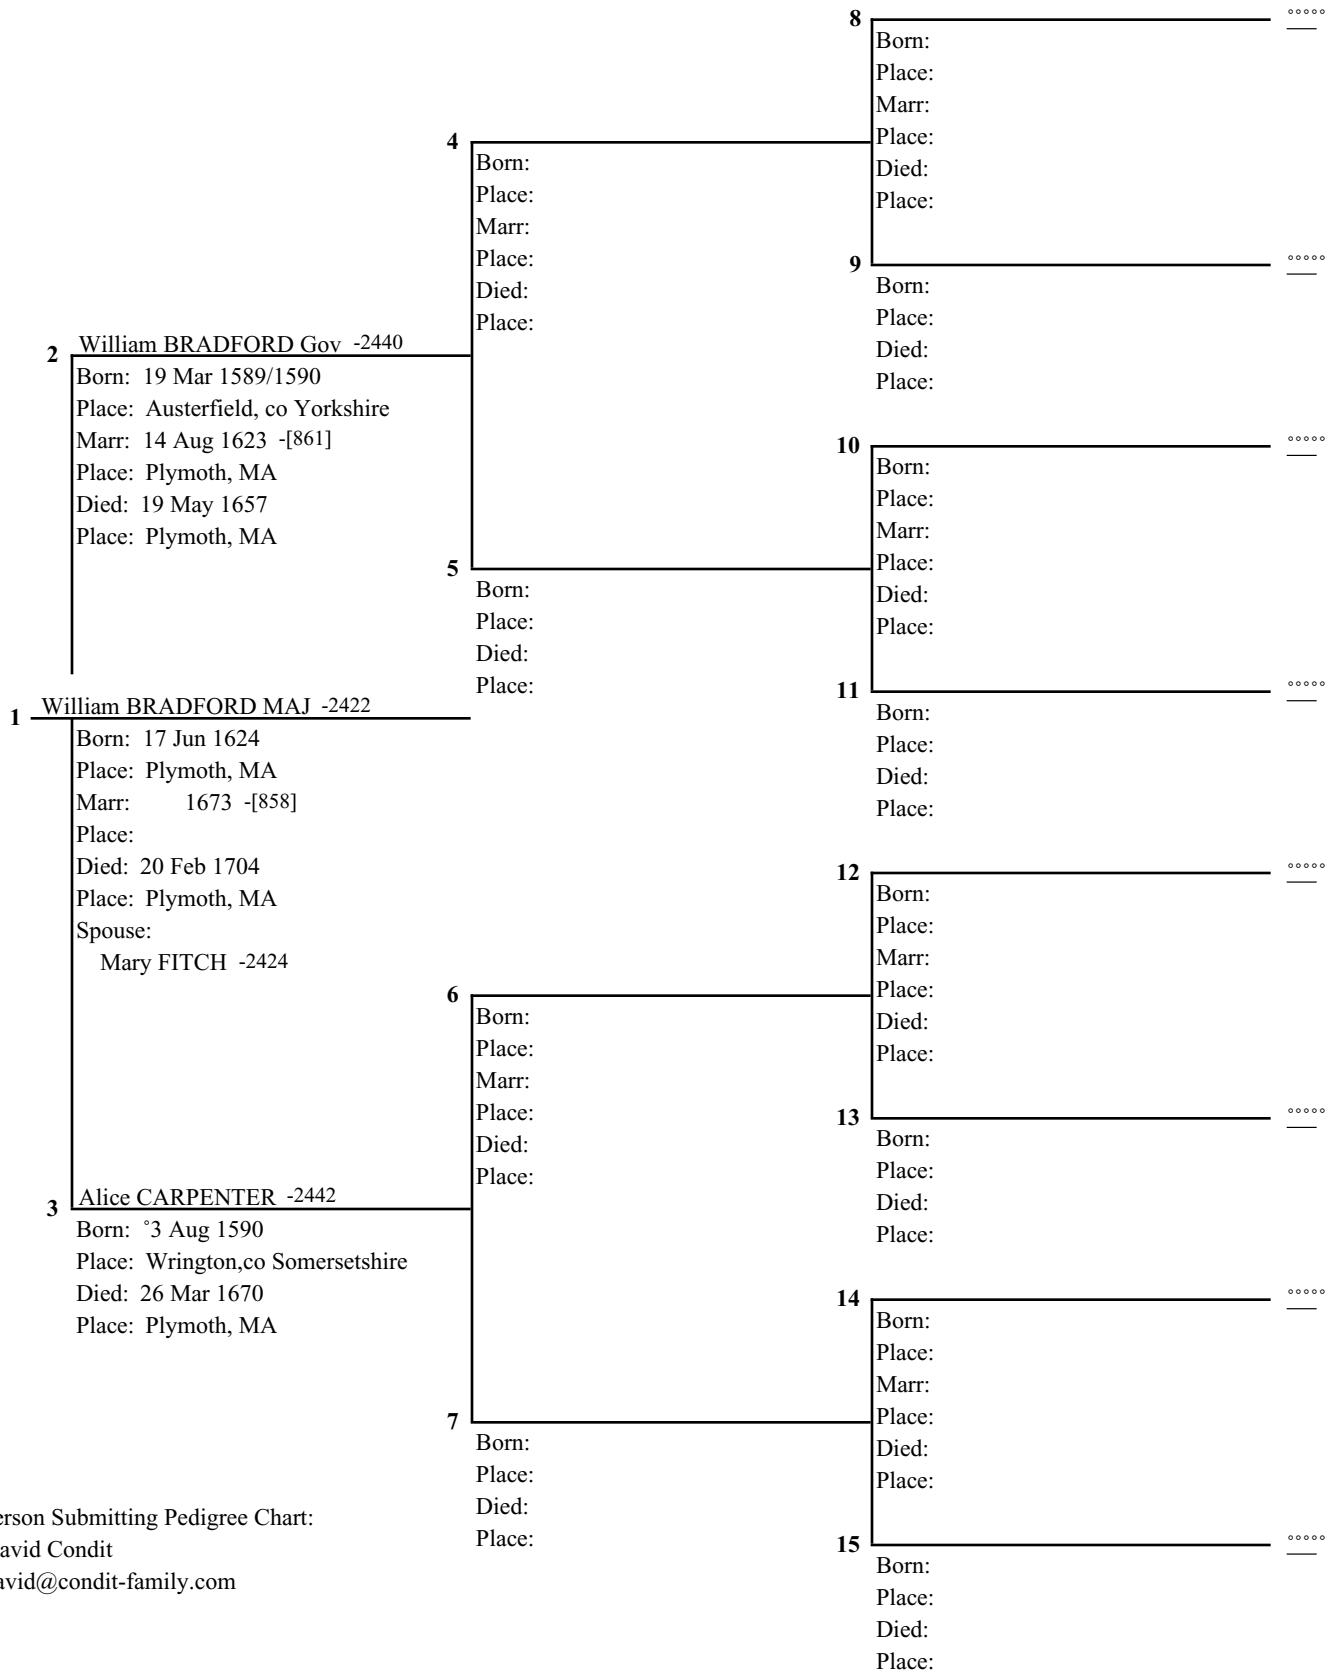 8
°°°°°
Born:
Place:
Marr:
Place:
Died:
Place:
4
Born:
Place:
Marr:
Place:
Died:
Place:
9
°°°°°
Born:
Place:
Died:
Place:
2 William BRADFORD Gov -2440
Born: 19 Mar 1589/1590
Place: Austerfield, co Yorkshire
Marr: 14 Aug 1623 -[861]
Place: Plymoth, MA
Died: 19 May 1657
Place: Plymoth, MA
10
°°°°°
Born:
Place:
Marr:
Place:
Died:
Place:
5
Born:
Place:
Died:
Place:
11
°°°°°
Born:
Place:
Died:
Place:
1 William BRADFORD MAJ -2422
Born: 17 Jun 1624
Place: Plymoth, MA
Marr: 1673 -[858]
Place:
Died: 20 Feb 1704
Place: Plymoth, MA
Spouse:
Mary FITCH -2424
12
°°°°°
Born:
Place:
Marr:
Place:
Died:
Place:
6
Born:
Place:
Marr:
Place:
Died:
Place:
13
°°°°°
Born:
Place:
Died:
Place:
3 Alice CARPENTER -2442
Born: °3 Aug 1590
Place: Wrington,co Somersetshire
Died: 26 Mar 1670
Place: Plymoth, MA
14
°°°°°
Born:
Place:
Marr:
Place:
Died:
Place:
7
Born:
Place:
Died:
Place:
15
°°°°°
Born:
Place:
Died:
Place:
erson Submitting Pedigree Chart:
avid Condit
avid@condit-family.com